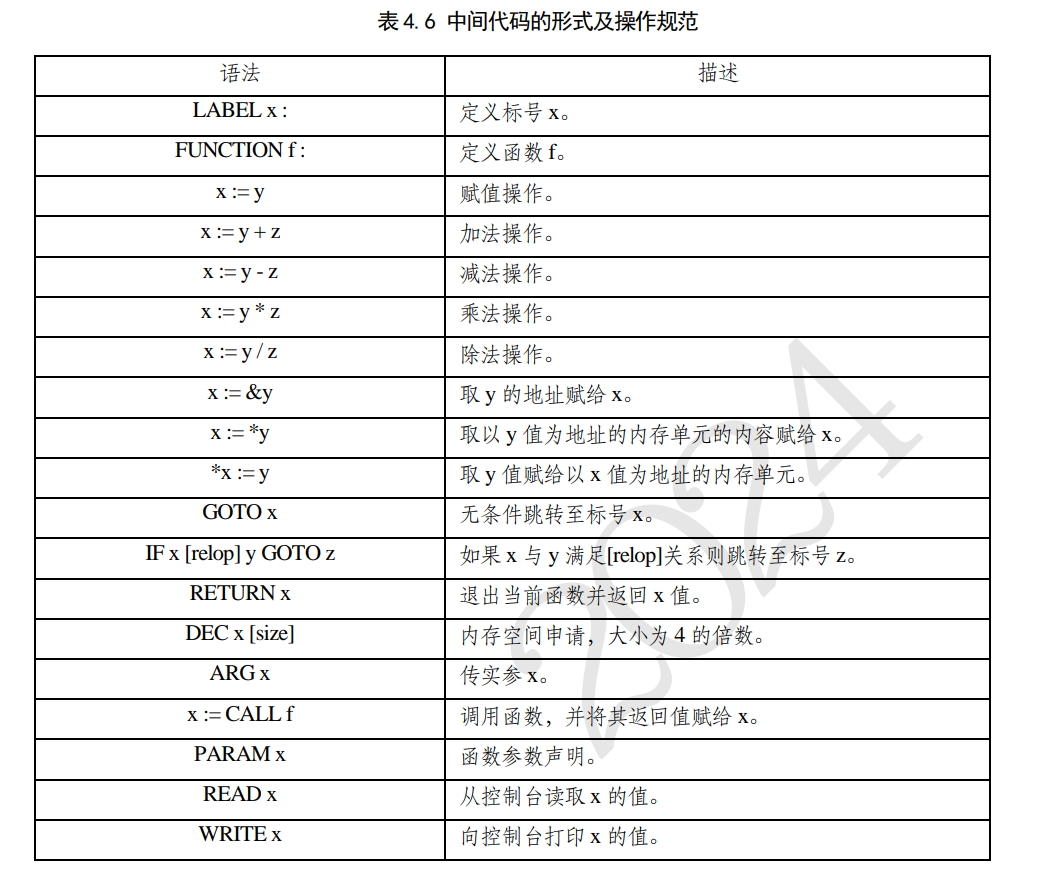 表 4.6 中间代码的形式及操作规范
语法 描述
LABEL x : 定义标号 x。
FUNCTION f : 定义函数 f。
x := y 赋值操作。
x := y + z 加法操作。
x := y - z 减法操作。
x := y * z 乘法操作。
x := y / z 除法操作。
x := &y 取 y 的地址赋给 x。
x := *y 取以 y 值为地址的内存单元的内容赋给 x。
*x := y 取 y 值赋给以 x 值为地址的内存单元。
GOTO x 无条件跳转至标号 x。
IF x [relop] y GOTO z 如果 x 与 y 满足[relop]关系则跳转至标号 z。
RETURN x 退出当前函数并返回 x 值。
DEC x [size] 内存空间申请，大小为 4 的倍数。
ARG x 传实参 x。
x := CALL f 调用函数，并将其返回值赋给 x。
PARAM x 函数参数声明。
READ x 从控制台读取 x 的值。
WRITE x 向控制台打印 x 的值。
2024